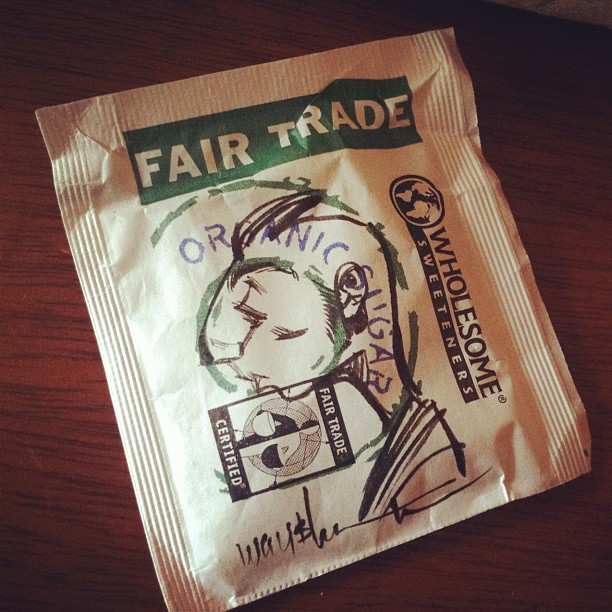 FAIR TRADE
ORGANIC SUGAR
WHOLESOME®
SWEETENERS
FAIR TRADE
CERTIFIED